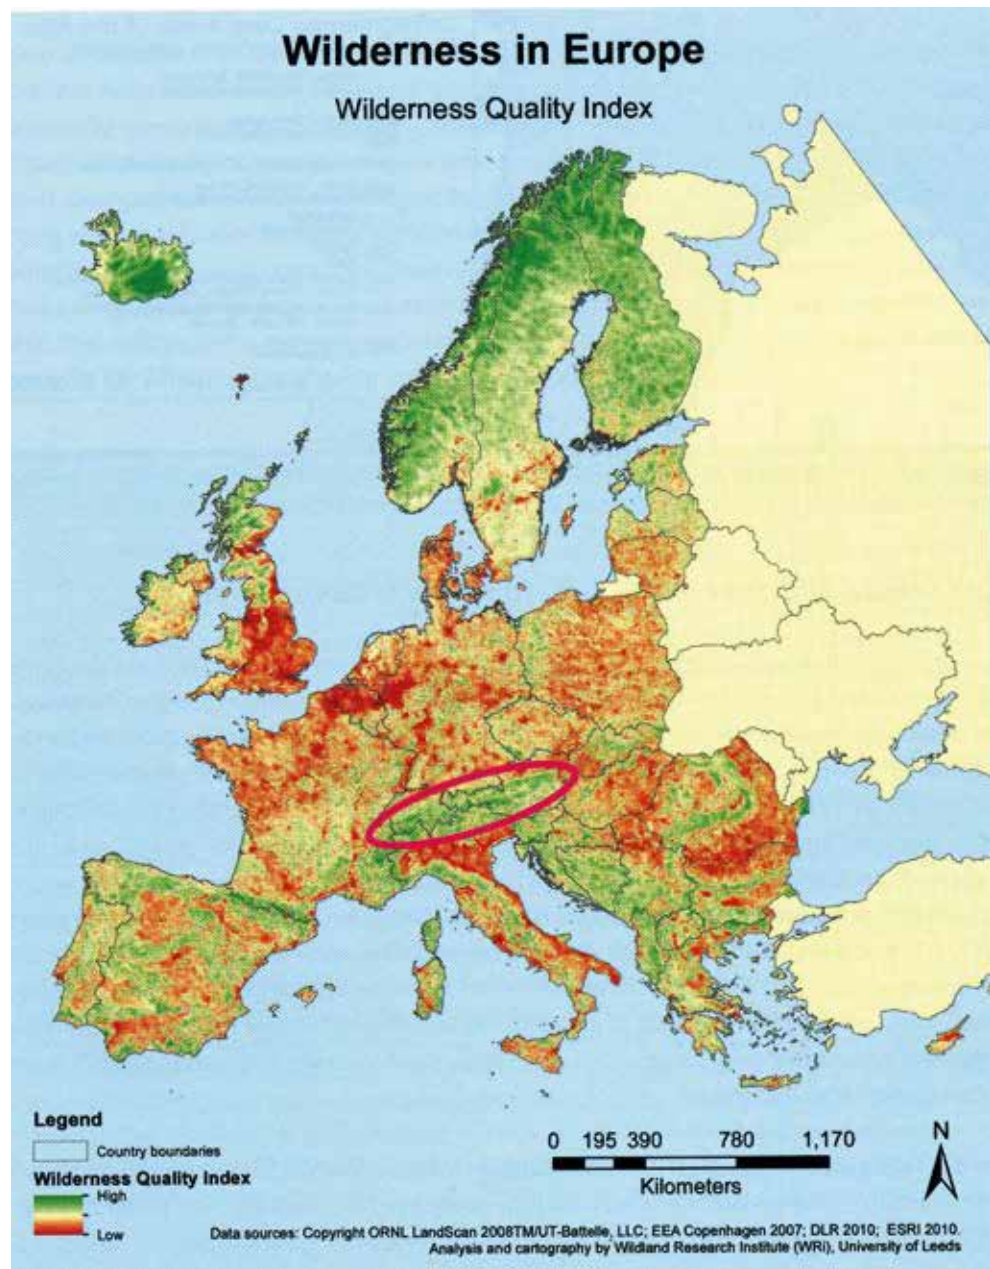 Wilderness in Europe
Wilderness Quality Index
Legend
Country boundaries
Wilderness Quality Index
High
Low
0 195 390 780 1,170
Kilometers
N
Data sources: Copyright ORNL LandScan 2008TM/UT-Battelle, LLC; EEA Copenhagen 2007; DLR 2010; ESRI 2010.
Analysis and cartography by Wildland Research Institute (WRi), University of Leeds